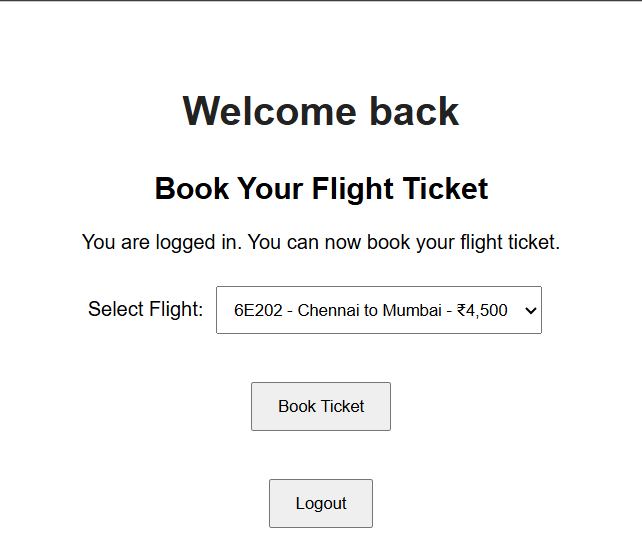 Welcome back
Book Your Flight Ticket
You are logged in. You can now book your flight ticket.
Select Flight: 6E202 - Chennai to Mumbai - ₹4,500
Book Ticket
Logout